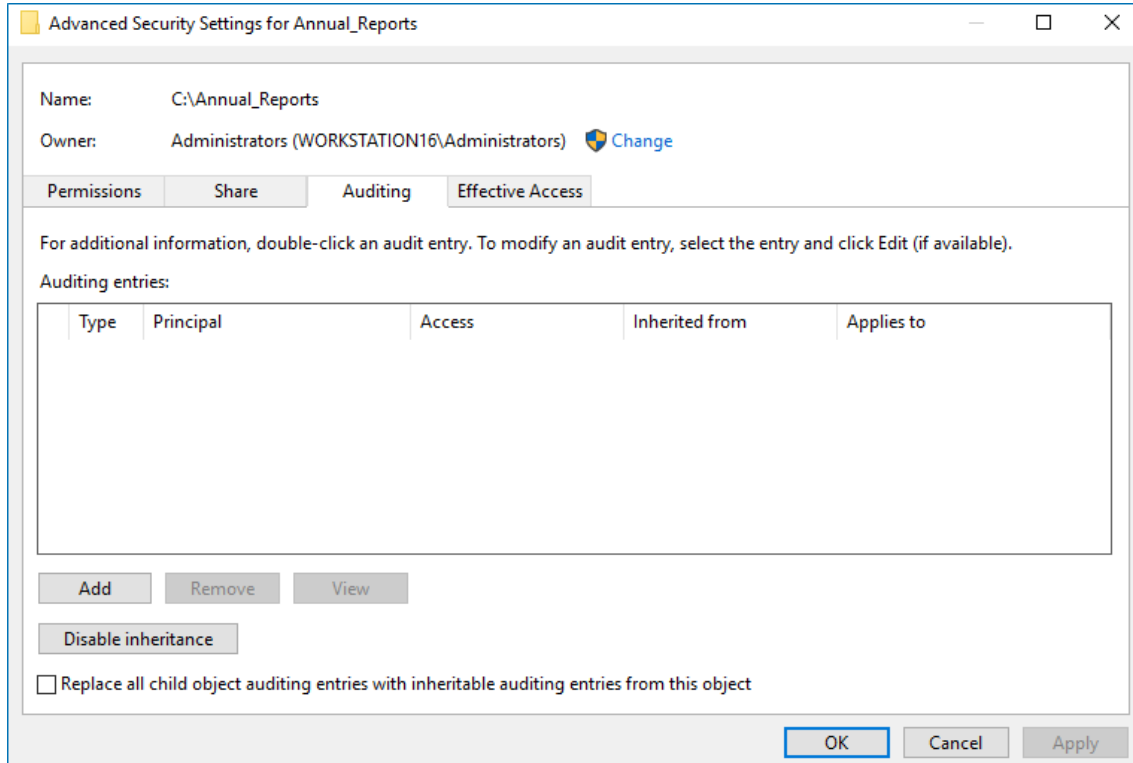 Advanced Security Settings for Annual_Reports
Name: C:\Annual_Reports
Owner: Administrators (WORKSTATION16\Administrators) Change
Permissions Share Auditing Effective Access
For additional information, double-click an audit entry. To modify an audit entry, select the entry and click Edit (if available).
Auditing entries:
Type Principal Access Inherited from Applies to
Add Remove View
Disable inheritance
Replace all child object auditing entries with inheritable auditing entries from this object
OK Cancel Apply